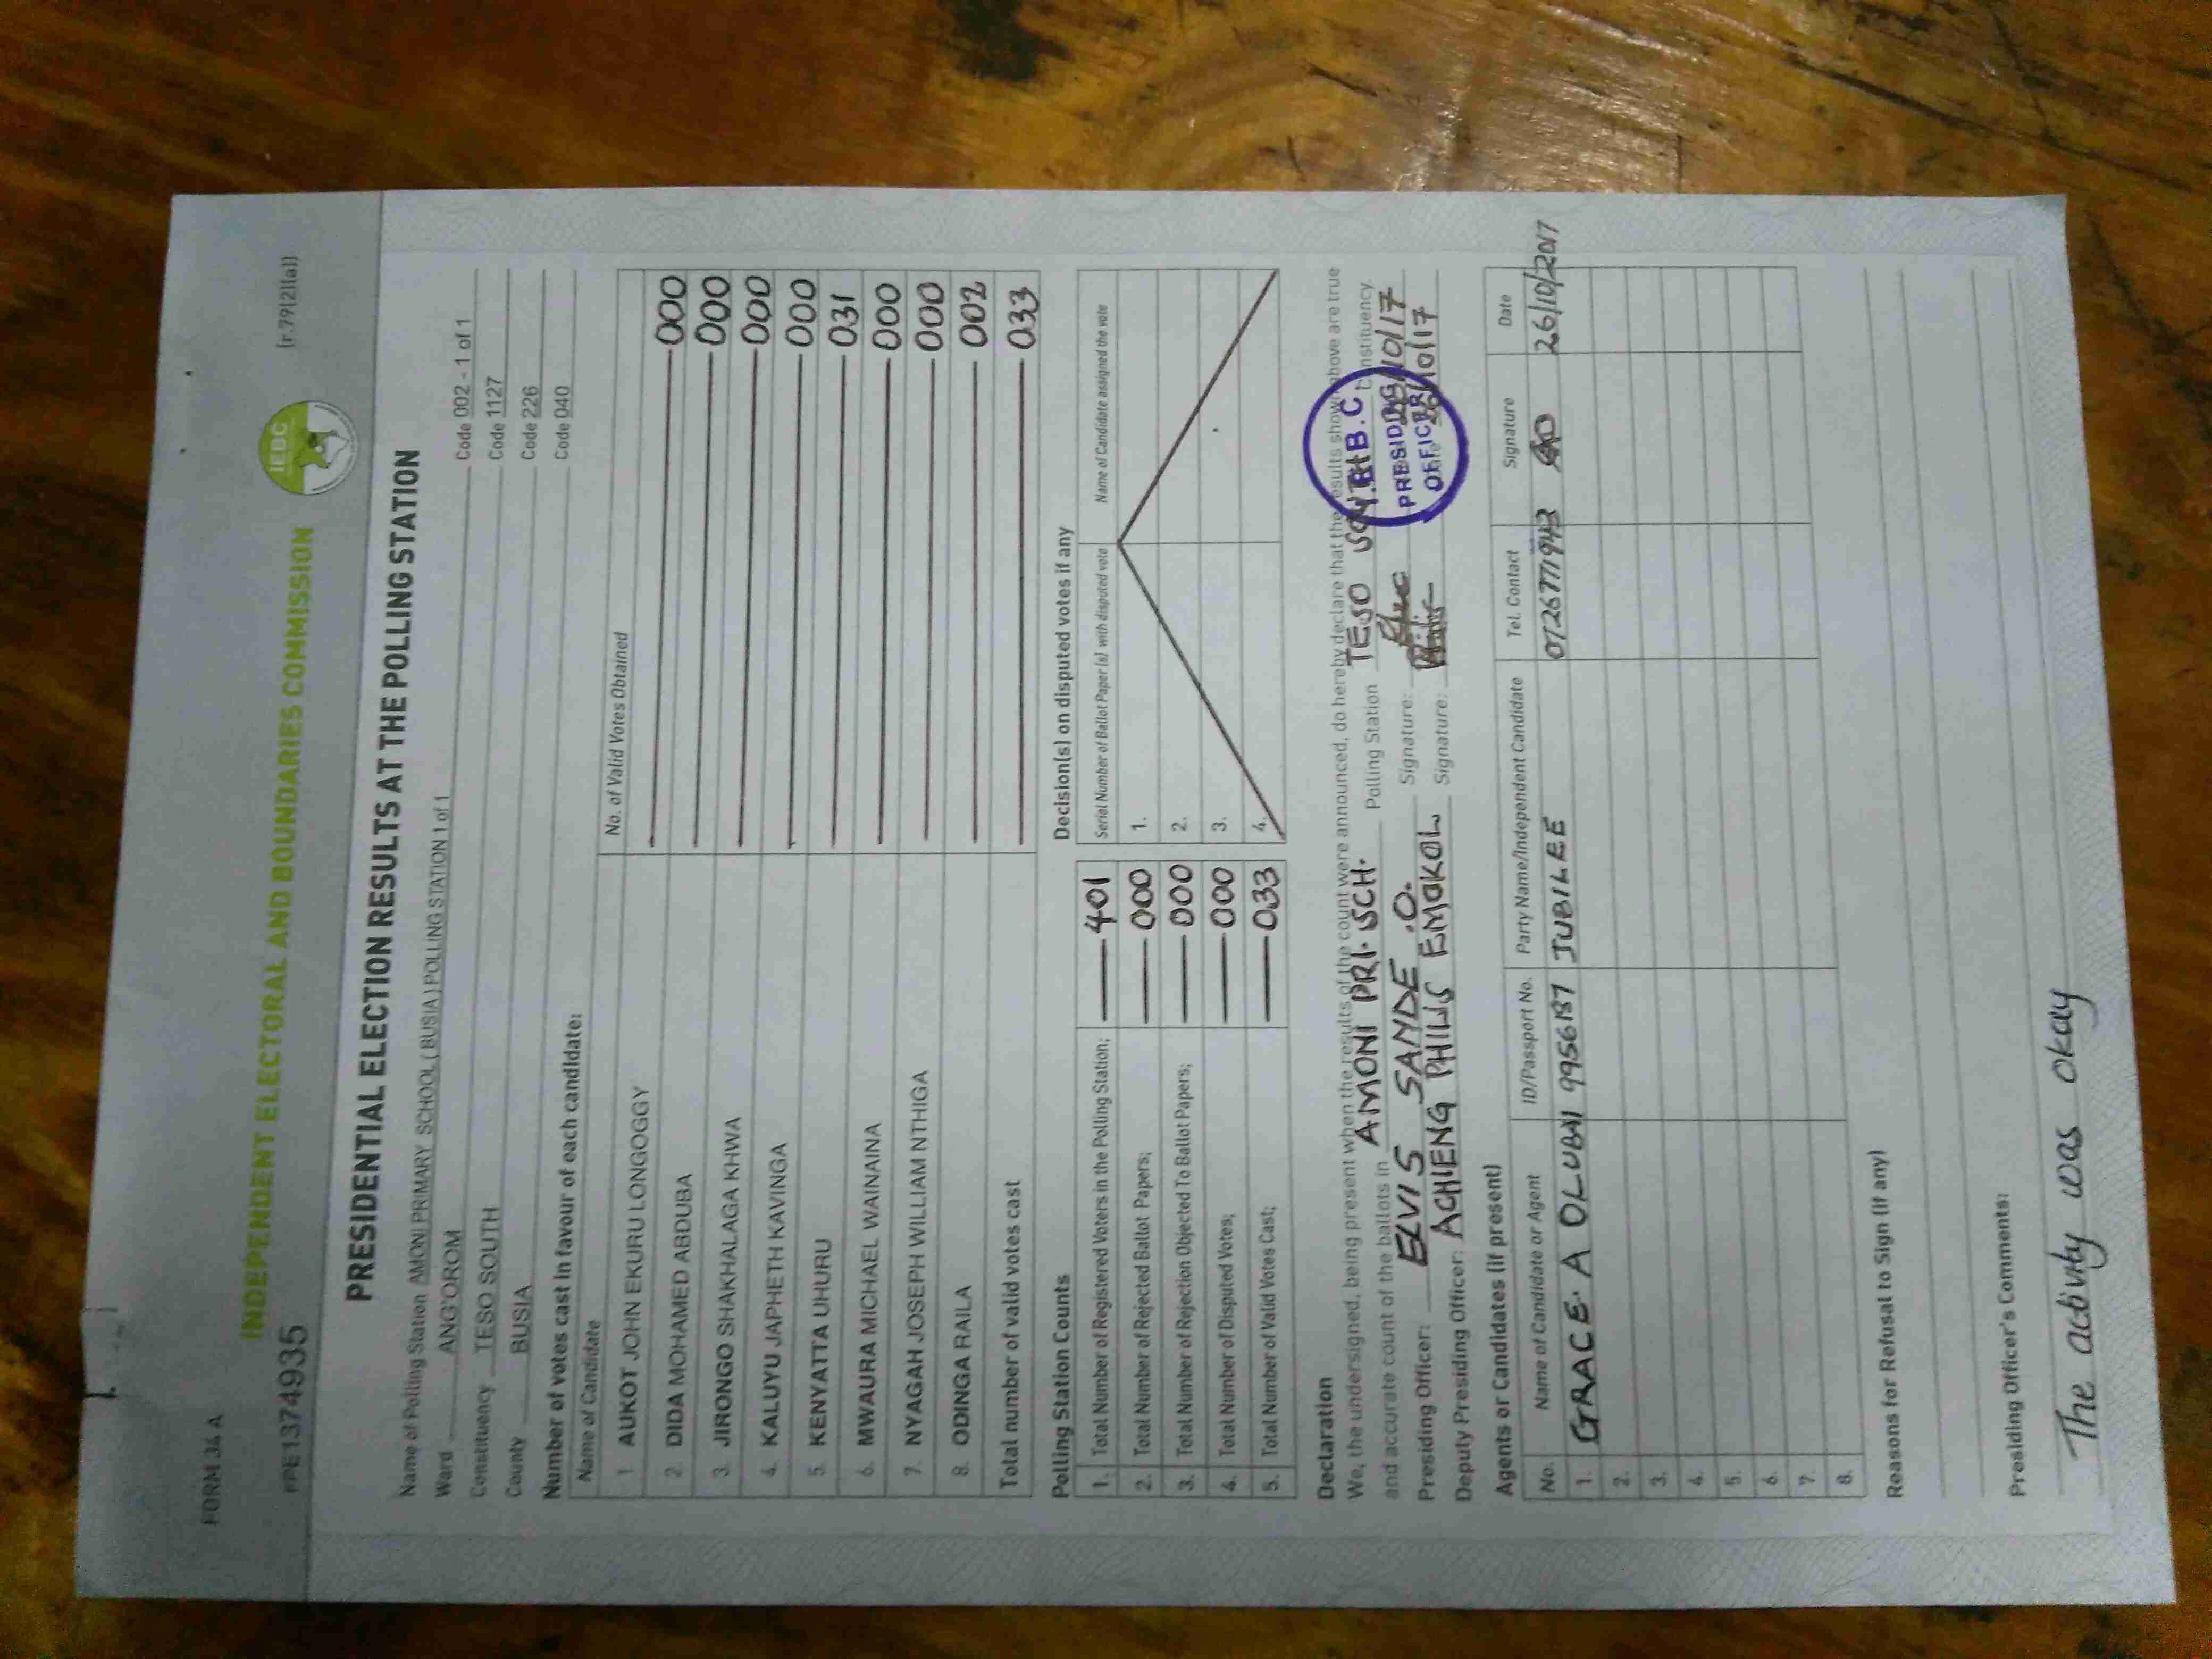 FORM 34 A
INDEPENDENT ELECTORAL AND BOUNDARIES COMMISSION
IEBC
(r.79(2)(a))
PRESIDENTIAL ELECTION RESULTS AT THE POLLING STATION
Name of Polling Station AMONI PRIMARY SCHOOL (BUSIA) POLLING STATION 1 of 1 Code 002 - 1 of 1
Ward ANG'OROM Code 1127
Constituency TESO SOUTH Code 226
County BUSIA Code 040
Number of votes cast in favour of each candidate:
Name of Candidate No. of Valid Votes Obtained
1 AUKOT JOHN EKURU LONGOGGY 000
2. DIDA MOHAMED ABDUBA 000
3. JIRONGO SHAKHALAGA KHWA 000
4. KALUYU JAPHETH KAVINGA 000
5. KENYATTA UHURU 031
6. MWAURA MICHAEL WAINAINA 000
7. NYAGAH JOSEPH WILLIAM NTHIGA 000
8. ODINGA RAILA 002
Total number of valid votes cast 033
Polling Station Counts
1. Total Number of Registered Voters in the Polling Station; 401
2. Total Number of Rejected Ballot Papers; 000
3. Total Number of Rejection Objected To Ballot Papers; 000
4. Total Number of Disputed Votes; 000
5. Total Number of Valid Votes Cast; 033
Decision(s) on disputed votes if any
Serial Number of Ballot Paper (s) with disputed vote Name of Candidate assigned the vote
1.
2.
3.
4.
Declaration
We, the undersigned, being present when the results of the count were announced, do hereby declare that the results shown above are true
and accurate count of the ballots in AMONI PRI. SCH. Polling Station TESO SOUTH Constituency.
Presiding Officer: ELVIS SANDE .O. Signature: /10/17
Deputy Presiding Officer: ACHIENG PHILIS EMOKOL Signature: /10/17
B.C
PRESIDING
OFFICER
Agents or Candidates (if present)
No. Name of Candidate or Agent ID/Passport No. Party Name/Independent Candidate Tel. Contact Signature Date
1. GRACE. A OLUBAI 9956187 JUBILEE 0726771943 26/10/2017
2.
3.
4.
5.
6.
7.
8.
Reasons for Refusal to Sign (if any)
Presiding Officer's Comments:
The activity was okay